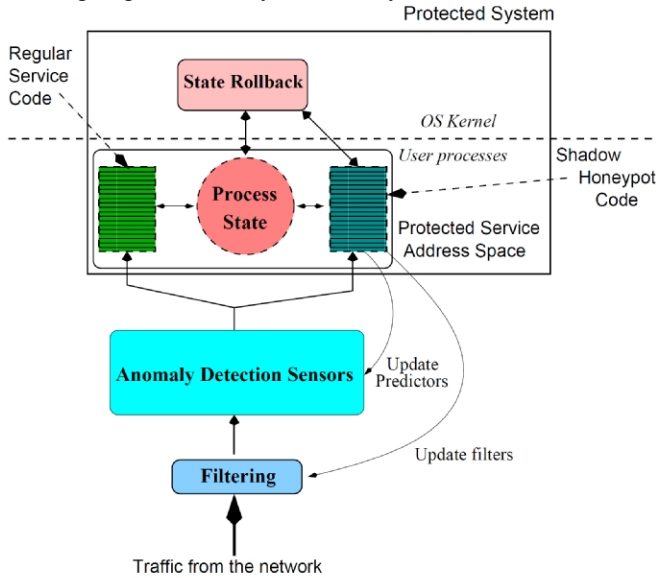 Protected System
Regular
Service
Code
State Rollback
OS Kernel
User processes
Shadow
Honeypot
Code
Process
State
Protected Service
Address Space
Anomaly Detection Sensors
Update
Predictors
Update filters
Filtering
Traffic from the network